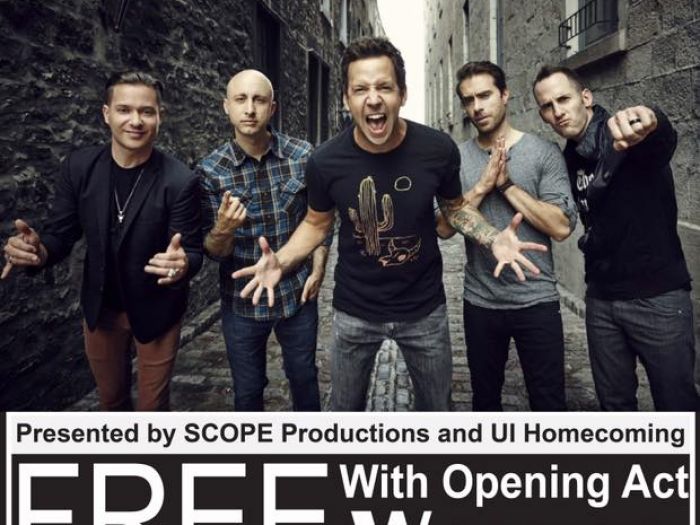 Presented by SCOPE Productions and UI Homecoming
FREE
With Opening Act